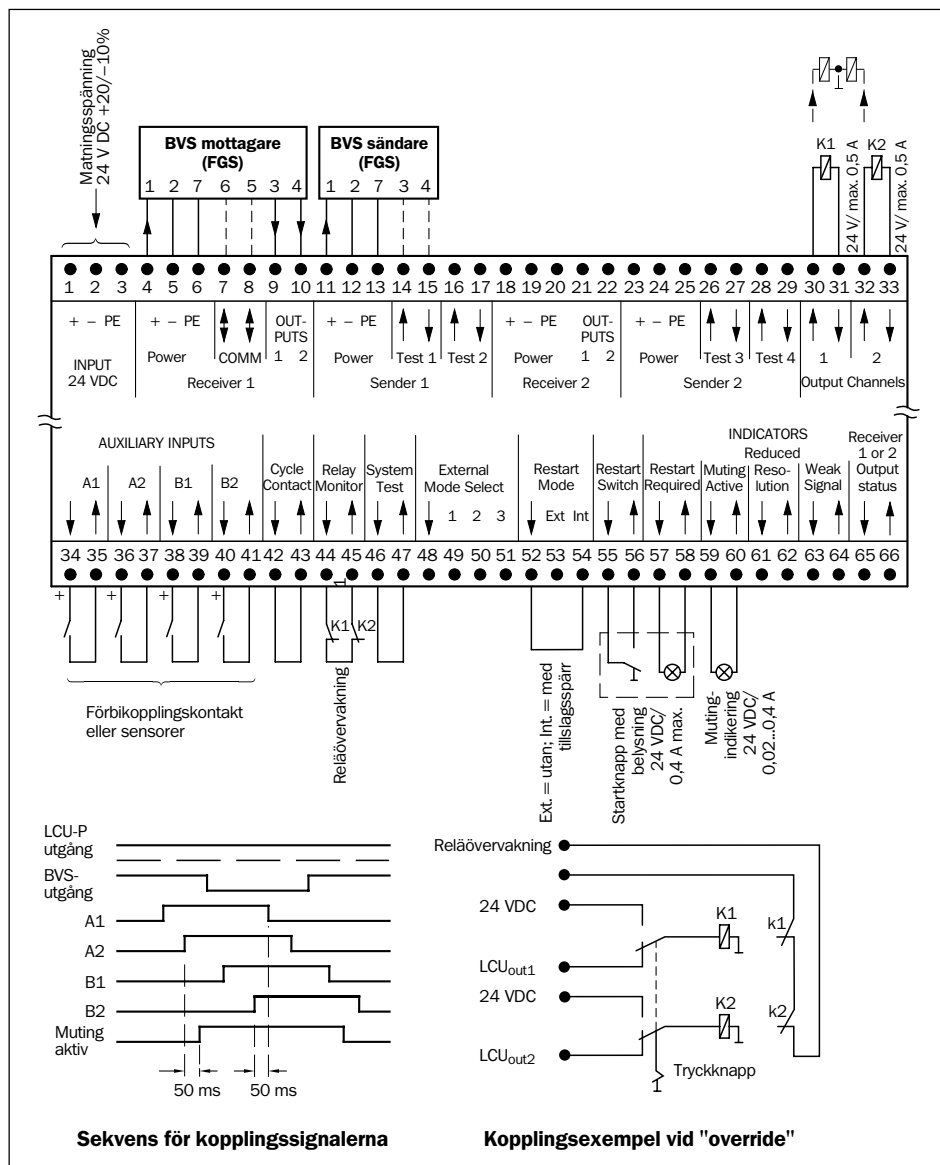 Matningsspänning
24 V DC +20/–10%
BVS mottagare
(FGS)
1 2 7 6 5 3 4
BVS sändare
(FGS)
1 2 7 3 4
K1
24 V/ max. 0,5 A
K2
24 V/ max. 0,5 A
1 2 3 4 5 6 7 8 9 10 11 12 13 14 15 16 17 18 19 20 21 22 23 24 25 26 27 28 29 30 31 32 33
+ – PE + – PE OUT- + – PE + – PE OUT- + – PE
PUTS PUTS
INPUT Power COMM 1 2 Power Test 1 Test 2 Power 1 2 Power Test 3 Test 4 1 2
24 VDC Receiver 1 Sender 1 Receiver 2 Sender 2 Output Channels
AUXILIARY INPUTS
A1 A2 B1 B2
Cycle
Contact
Relay
Monitor
System
Test
External
Mode Select
1 2 3
Restart
Mode
Ext Int
Restart
Switch
Restart
Required
INDICATORS
Muting
Active
Reduced
Reso-
lution
Weak
Signal
Receiver
1 or 2
Output
status
34 35 36 37 38 39 40 41 42 43 44 45 46 47 48 49 50 51 52 53 54 55 56 57 58 59 60 61 62 63 64 65 66
+ + + + 1
K1 K2
Förbikopplingskontakt
eller sensorer
Reläövervakning
Ext. = utan; Int. = med
tillslagsspärr
Startknapp med
belysning
24 VDC/
0,4 A max.
Muting-
indikering
24 VDC/
0,02...0,4 A
LCU-P
utgång
BVS-
utgång
A1
A2
B1
B2
Muting
aktiv
50 ms 50 ms
Sekvens för kopplingssignalerna
Reläövervakning
24 VDC
K1
k1
LCUout1
24 VDC
K2
k2
LCUout2
Tryckknapp
Kopplingsexempel vid "override"